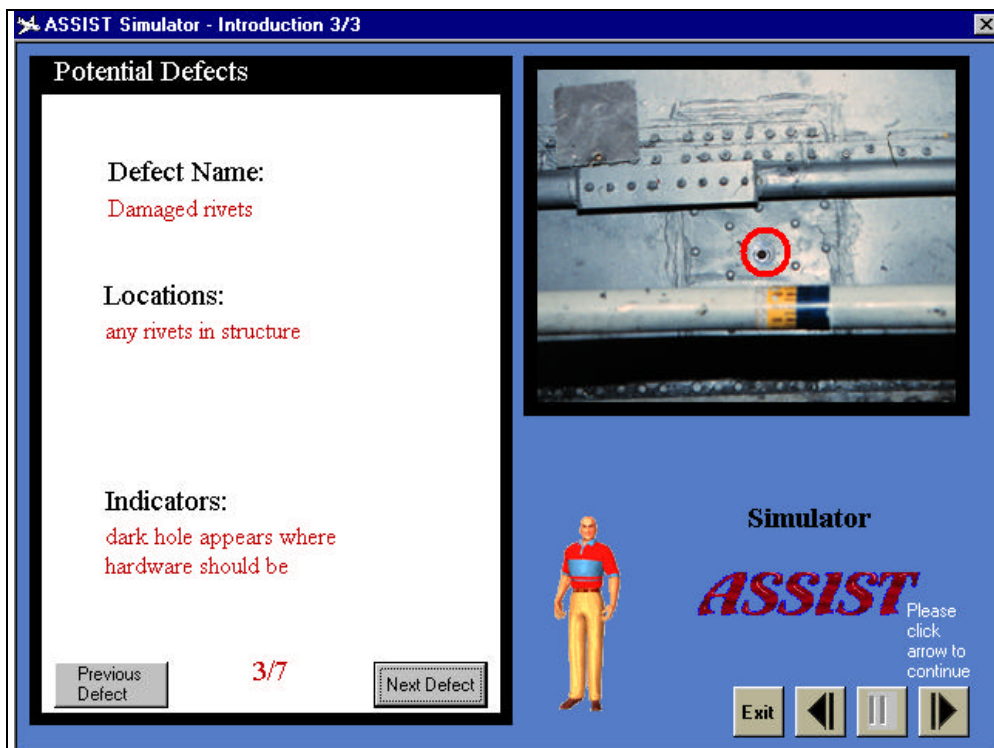 ASSIST Simulator - Introduction 3/3
Potential Defects
Defect Name:
Damaged rivets
Locations:
any rivets in structure
Indicators:
dark hole appears where
hardware should be
Previous
Defect
3/7
Next Defect
Simulator
ASSIST
Please
click
arrow to
continue
Exit